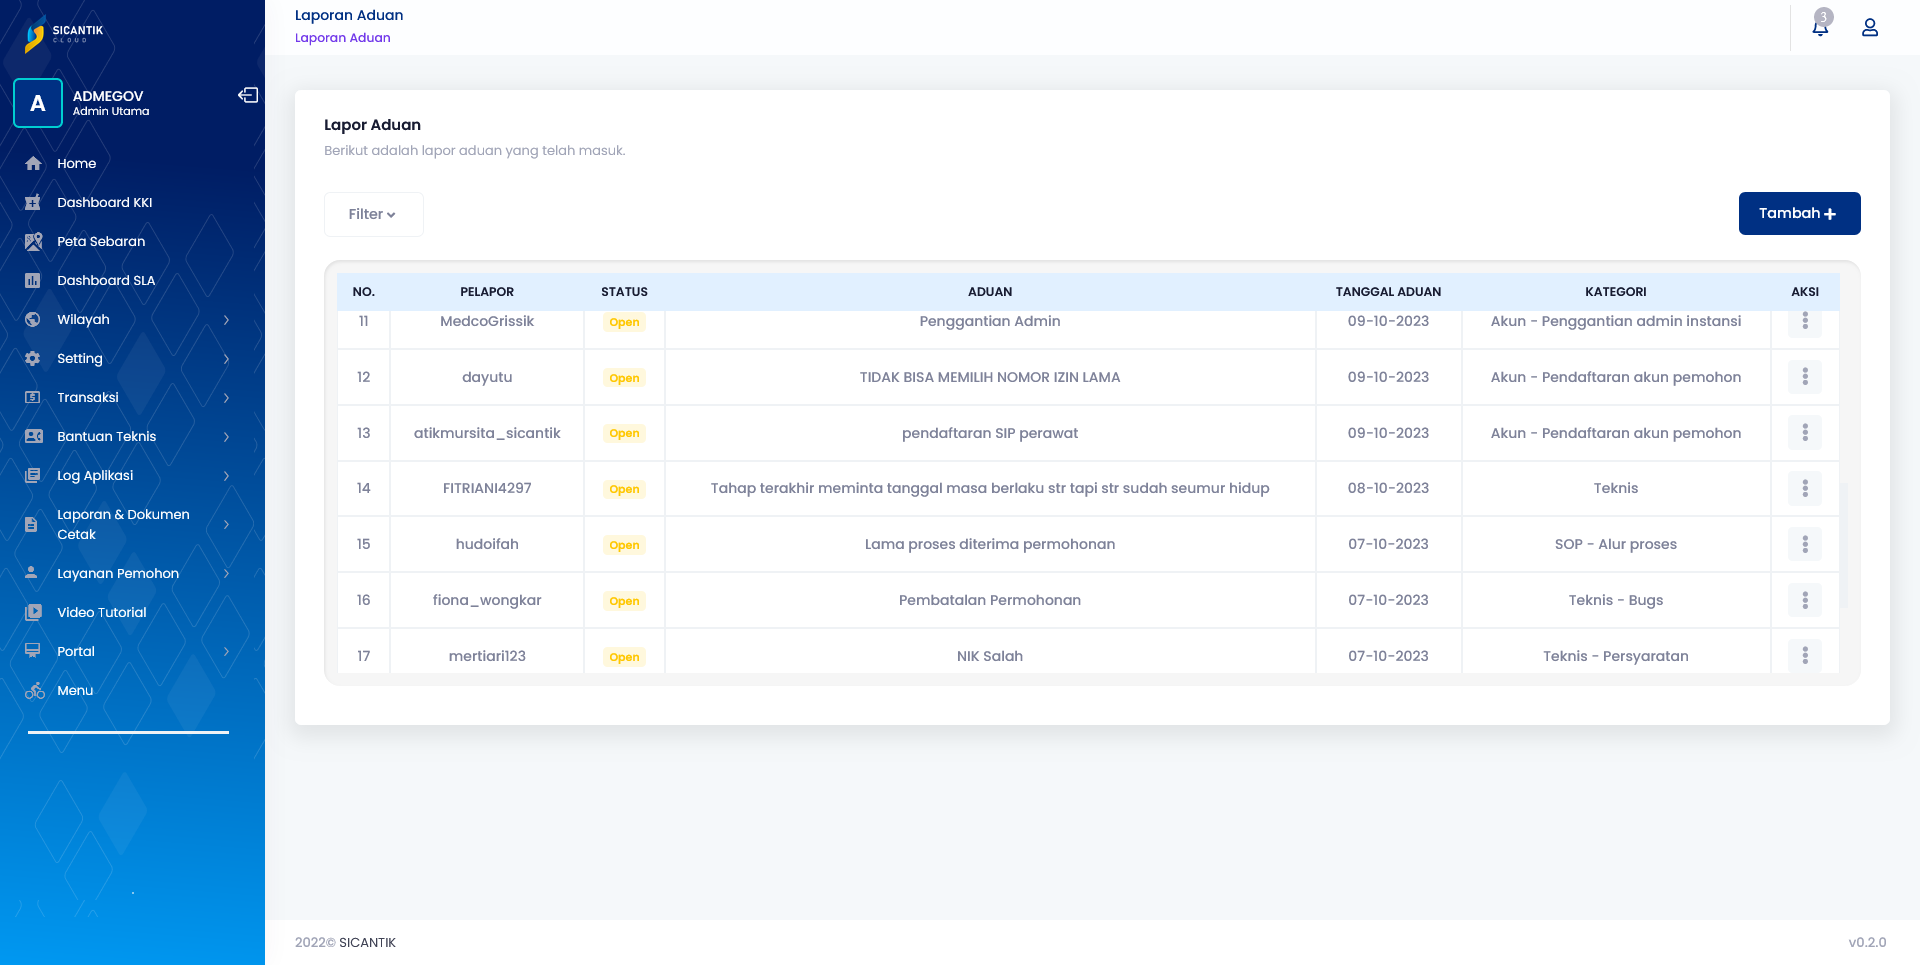 SICANTIK
CLOUD
A
ADMEGOV
Admin Utama
Home
Dashboard KKI
Peta Sebaran
Dashboard SLA
Wilayah
Setting
Transaksi
Bantuan Teknis
Log Aplikasi
Laporan & Dokumen
Cetak
Layanan Pemohon
Video Tutorial
Portal
Menu
Laporan Aduan
Laporan Aduan
3
Lapor Aduan
Berikut adalah lapor aduan yang telah masuk.
Filter
Tambah +
NO. PELAPOR STATUS ADUAN TANGGAL ADUAN KATEGORI AKSI
11 MedcoGrissik Open Penggantian Admin 09-10-2023 Akun - Penggantian admin instansi
12 dayutu Open TIDAK BISA MEMILIH NOMOR IZIN LAMA 09-10-2023 Akun - Pendaftaran akun pemohon
13 atikmursita_sicantik Open pendaftaran SIP perawat 09-10-2023 Akun - Pendaftaran akun pemohon
14 FITRIANI4297 Open Tahap terakhir meminta tanggal masa berlaku str tapi str sudah seumur hidup 08-10-2023 Teknis
15 hudoifah Open Lama proses diterima permohonan 07-10-2023 SOP - Alur proses
16 fiona_wongkar Open Pembatalan Permohonan 07-10-2023 Teknis - Bugs
17 mertiari123 Open NIK Salah 07-10-2023 Teknis - Persyaratan
2022© SICANTIK
v0.2.0